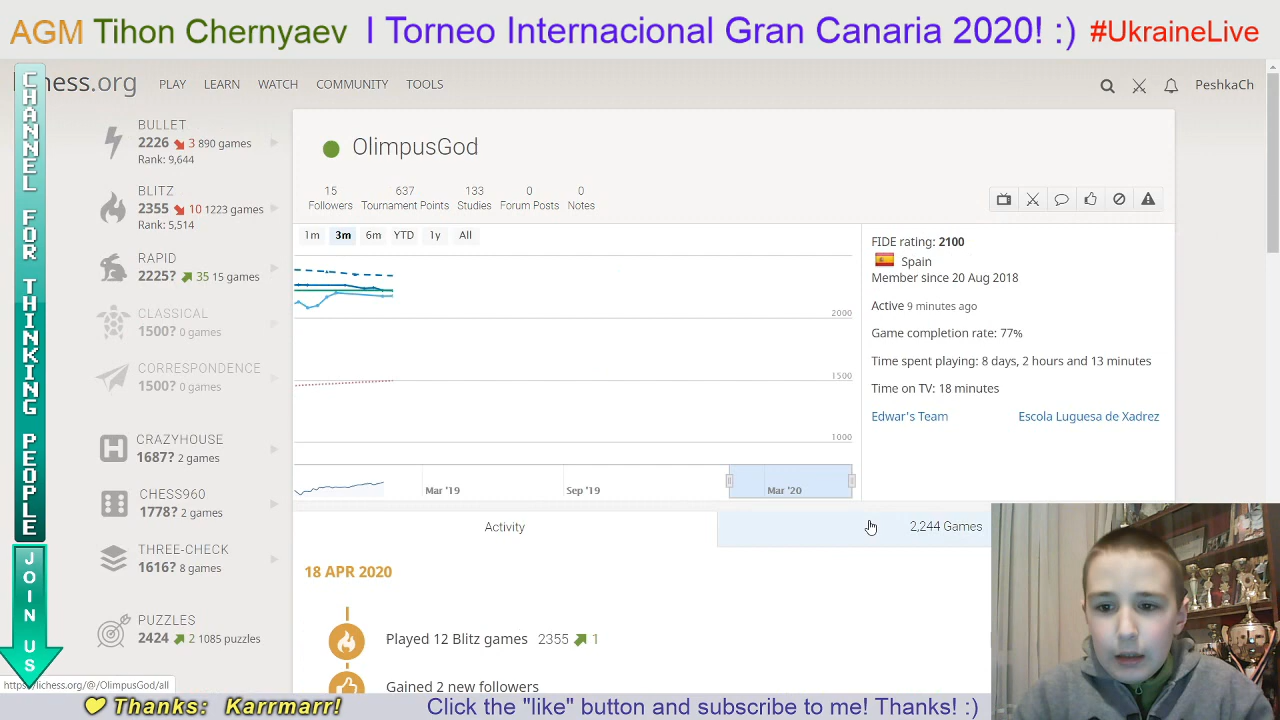 AGM Tihon Chernyaev I Torneo Internacional Gran Canaria 2020! :) #UkraineLive
hess.org PLAY LEARN WATCH COMMUNITY TOOLS PeshkaCh
CHANNEL FOR THINKING PEOPLE
JOIN US
BULLET
2226 3 890 games
Rank: 9,644
BLITZ
2355 10 1223 games
Rank: 5,514
RAPID
2225? 35 15 games
CLASSICAL
1500? 0 games
CORRESPONDENCE
1500? 0 games
CRAZYHOUSE
1687? 2 games
CHESS960
1778? 2 games
THREE-CHECK
1616? 8 games
PUZZLES
2424 2 1085 puzzles
OlimpusGod
15 637 133 0 0
Followers Tournament Points Studies Forum Posts Notes
1m 3m 6m YTD 1y All
2000
1500
1000
Mar '19 Sep '19 Mar '20
FIDE rating: 2100
Spain
Member since 20 Aug 2018
Active 9 minutes ago
Game completion rate: 77%
Time spent playing: 8 days, 2 hours and 13 minutes
Time on TV: 18 minutes
Edwar's Team Escola Luguesa de Xadrez
Activity 2,244 Games
18 APR 2020
Played 12 Blitz games 2355 1
Gained 2 new followers
https://lichess.org/@/OlimpusGod/all
Thanks: Karrmarr! Click the "like" button and subscribe to me! Thanks! :)